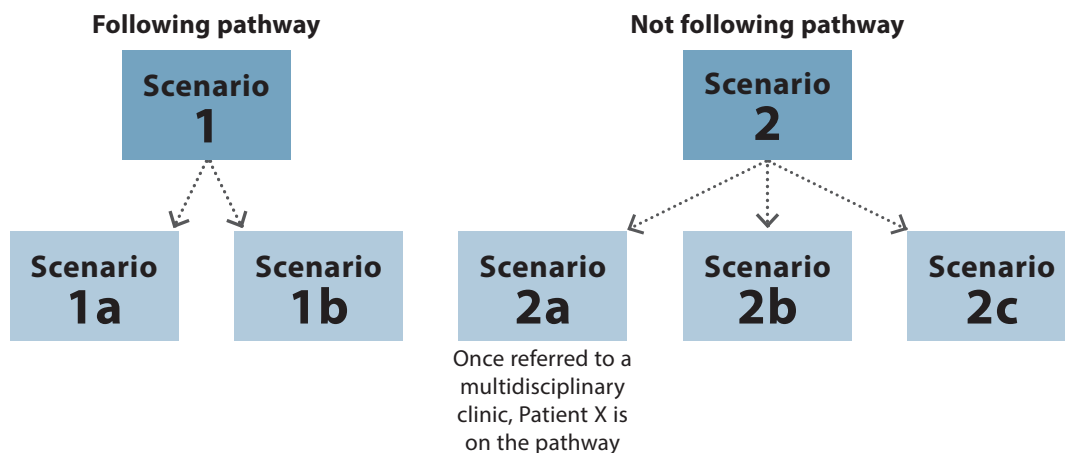 Following pathway
Scenario
1
Scenario
1a
Scenario
1b
Not following pathway
Scenario
2
Scenario
2a
Once referred to a
multidisciplinary
clinic, Patient X is
on the pathway
Scenario
2b
Scenario
2c